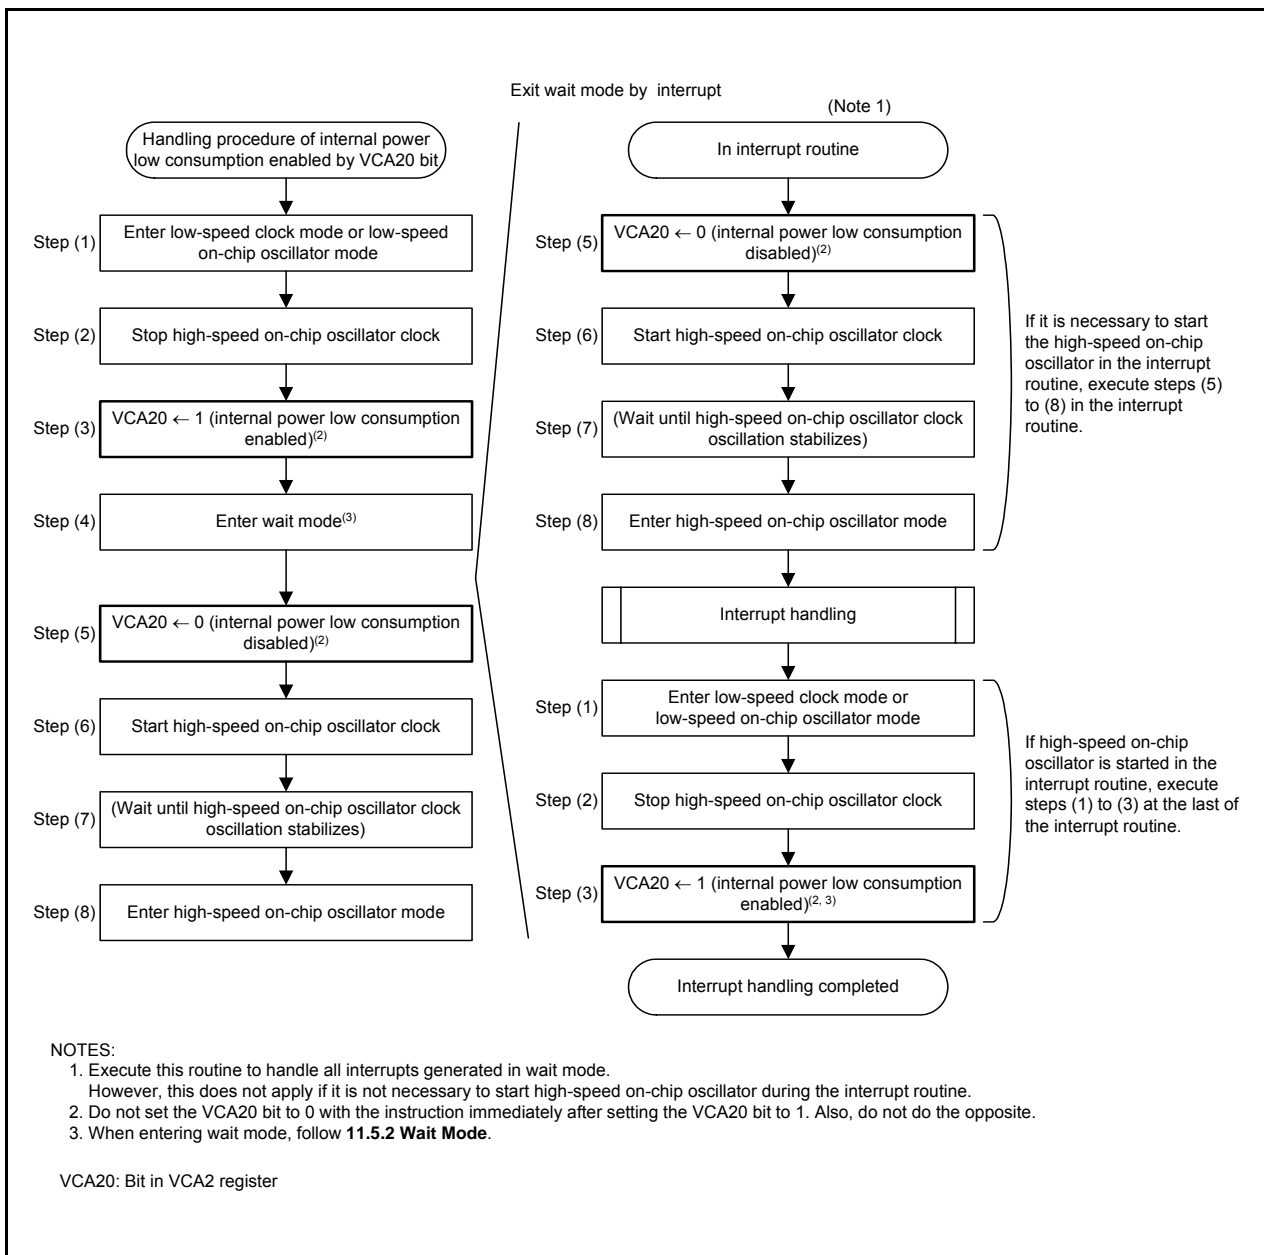 Exit wait mode by interrupt
Handling procedure of internal power
low consumption enabled by VCA20 bit
Step (1)
Enter low-speed clock mode or low-speed
on-chip oscillator mode
Step (2)
Stop high-speed on-chip oscillator clock
Step (3)
VCA20 ← 1 (internal power low consumption
enabled)(2)
Step (4)
Enter wait mode(3)
Step (5)
VCA20 ← 0 (internal power low consumption
disabled)(2)
Step (6)
Start high-speed on-chip oscillator clock
Step (7)
(Wait until high-speed on-chip oscillator clock
oscillation stabilizes)
Step (8)
Enter high-speed on-chip oscillator mode
(Note 1)
In interrupt routine
Step (5)
VCA20 ← 0 (internal power low consumption
disabled)(2)
Step (6)
Start high-speed on-chip oscillator clock
Step (7)
(Wait until high-speed on-chip oscillator clock
oscillation stabilizes)
Step (8)
Enter high-speed on-chip oscillator mode
If it is necessary to start
the high-speed on-chip
oscillator in the interrupt
routine, execute steps (5)
to (8) in the interrupt
routine.
Interrupt handling
Step (1)
Enter low-speed clock mode or
low-speed on-chip oscillator mode
Step (2)
Stop high-speed on-chip oscillator clock
Step (3)
VCA20 ← 1 (internal power low consumption
enabled)(2, 3)
If high-speed on-chip
oscillator is started in the
interrupt routine, execute
steps (1) to (3) at the last of
the interrupt routine.
Interrupt handling completed
NOTES:
1. Execute this routine to handle all interrupts generated in wait mode.
However, this does not apply if it is not necessary to start high-speed on-chip oscillator during the interrupt routine.
2. Do not set the VCA20 bit to 0 with the instruction immediately after setting the VCA20 bit to 1. Also, do not do the opposite.
3. When entering wait mode, follow 11.5.2 Wait Mode.
VCA20: Bit in VCA2 register